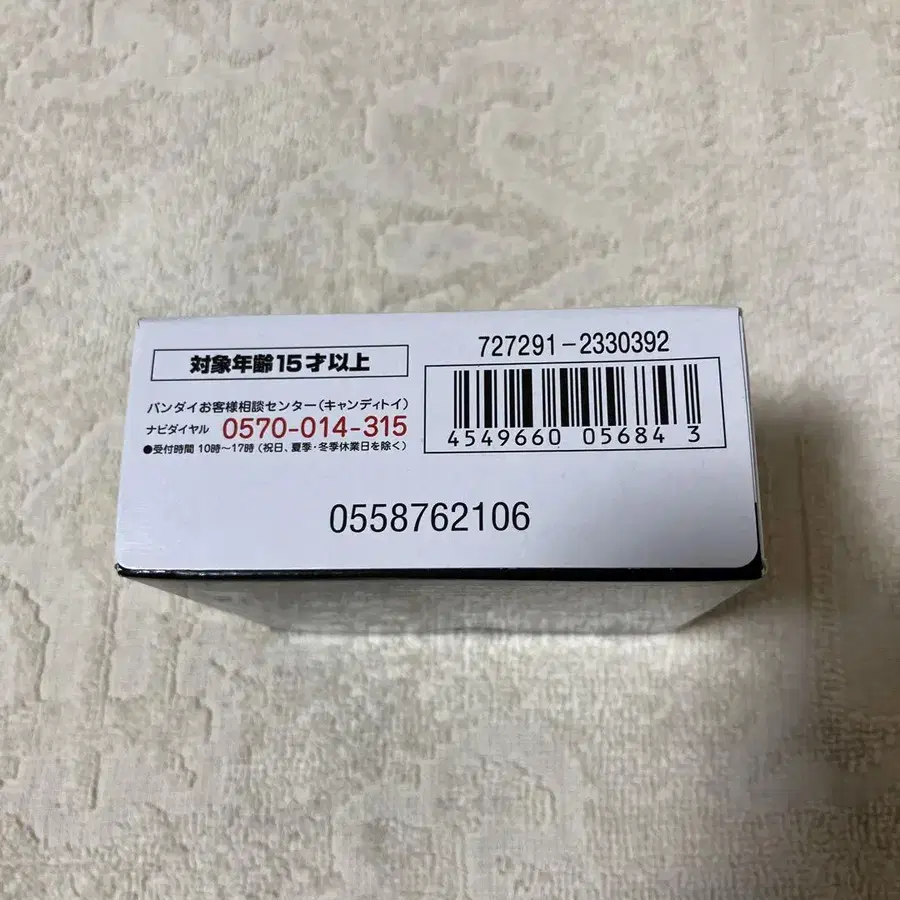 対象年齢15才以上
バンダイお客様相談センター(キャンディトイ)
ナビダイヤル 0570-014-315
●受付時間 10時~17時 (祝日、夏季・冬季休業日を除く)
727291-2330392
4549660 05684 3
0558762106